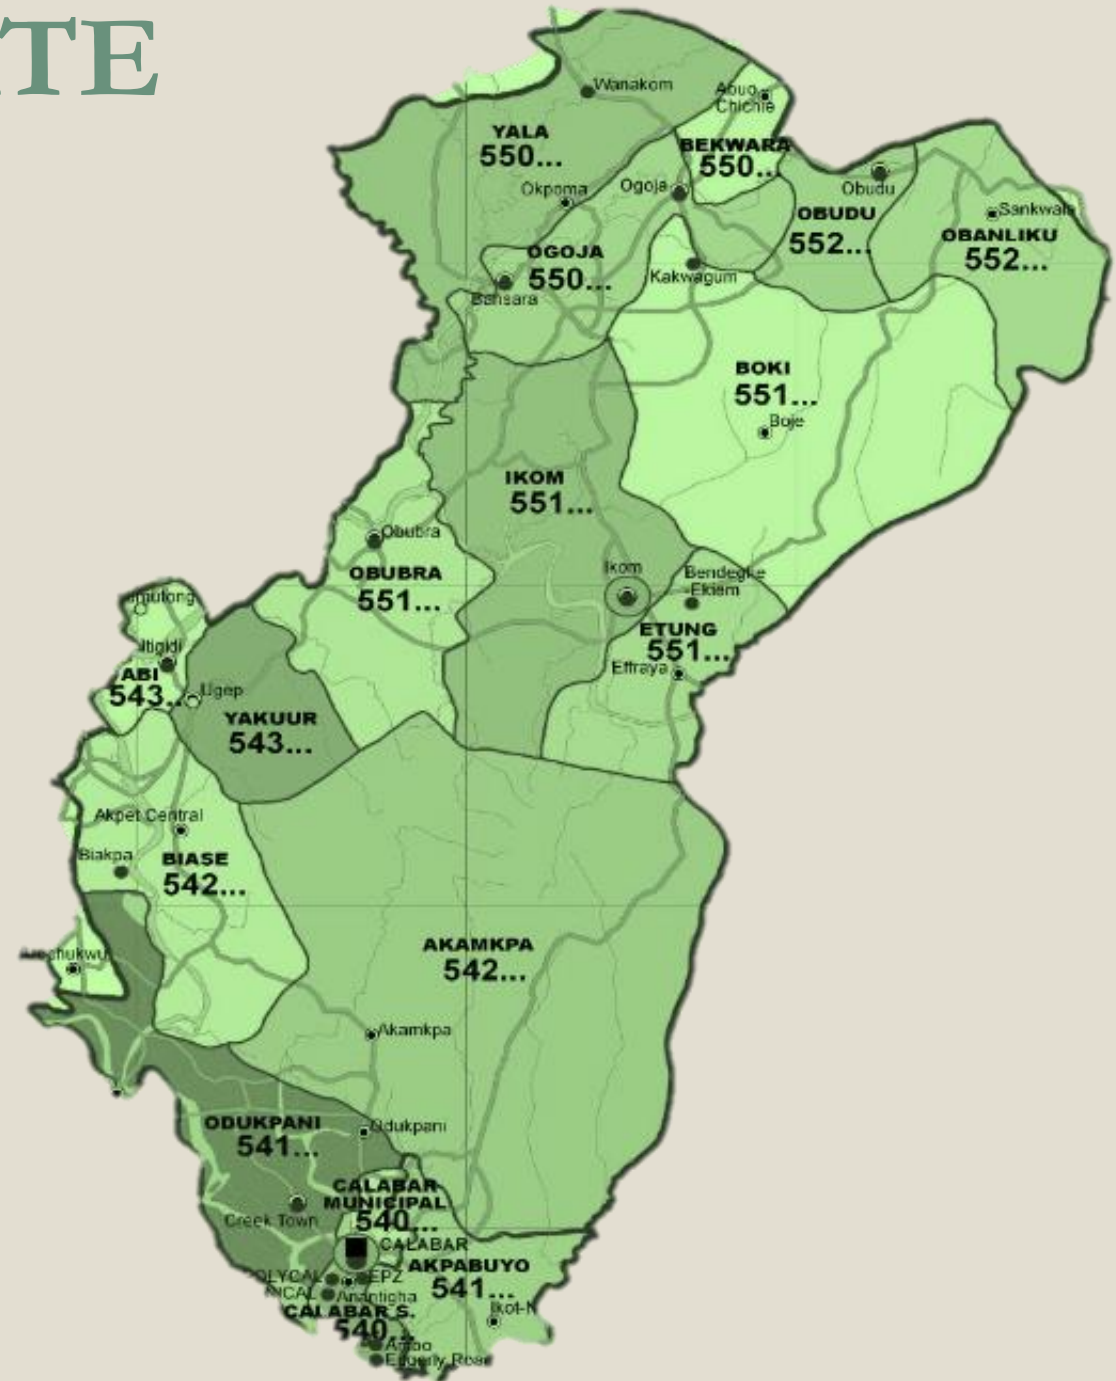 TE
Wanakom
Abuo
Chichie
YALA
550...
BEKWARA
550...
Okpoma
Ogoja
Obudu
OBUDU
552...
Sankwala
OBANLIKU
552...
OGOJA
550...
Kakwagum
Bansara
BOKI
551...
Boje
IKOM
551...
Obubra
OBUBRA
551...
Ikom
Bendeghe
Ekiem
ETUNG
551...
Effraya
Itigidi
ABI
543...
Ugep
YAKUUR
543...
Akpet Central
Biakpa
BIASE
542...
Arochukwu
AKAMKPA
542...
Akamkpa
ODUKPANI
541...
Odukpani
Creek Town
CALABAR
MUNICIPAL
540...
CALABAR
AKPABUYO
541...
OLYCAL
EPZ
NICAL
Anantigha
CALABAR S.
540...
Ikot-N